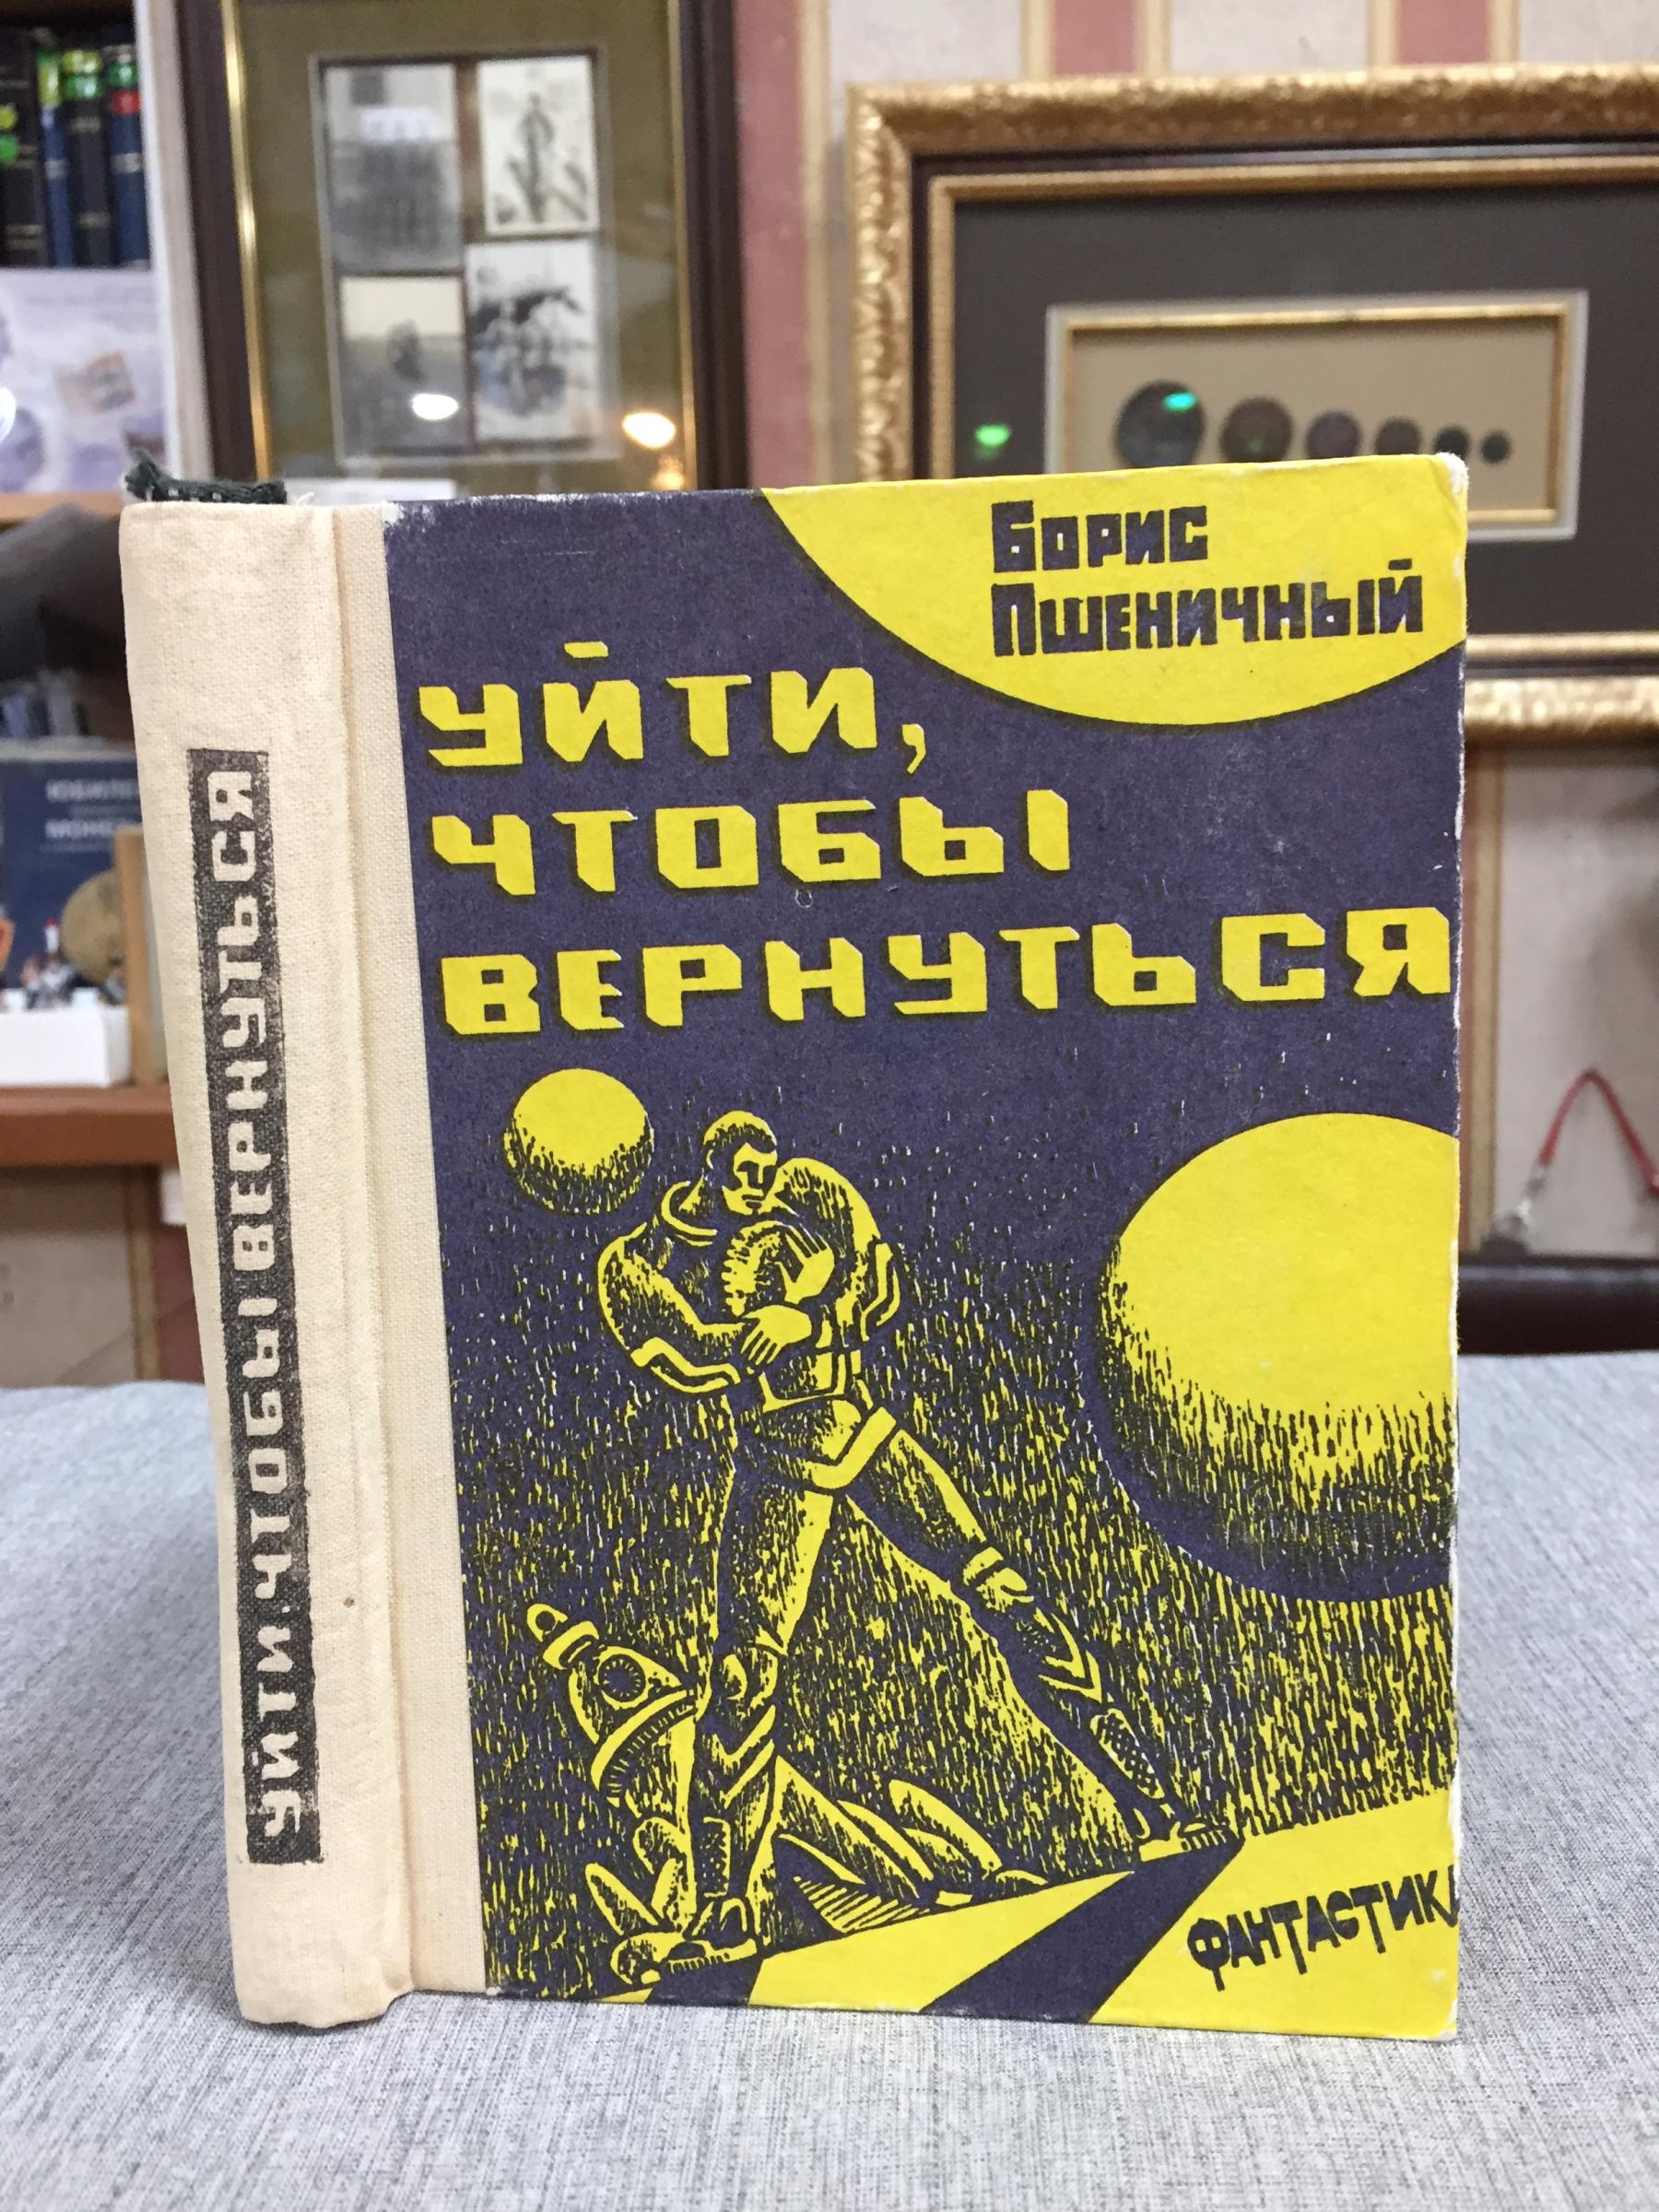 Борис
Пшеничный
УЙТИ,
ЧТОБЫ
ВЕРНУТЬСЯ
ФАНТАСТИКА
УЙТИ, ЧТОБЫ ВЕРНУТЬСЯ